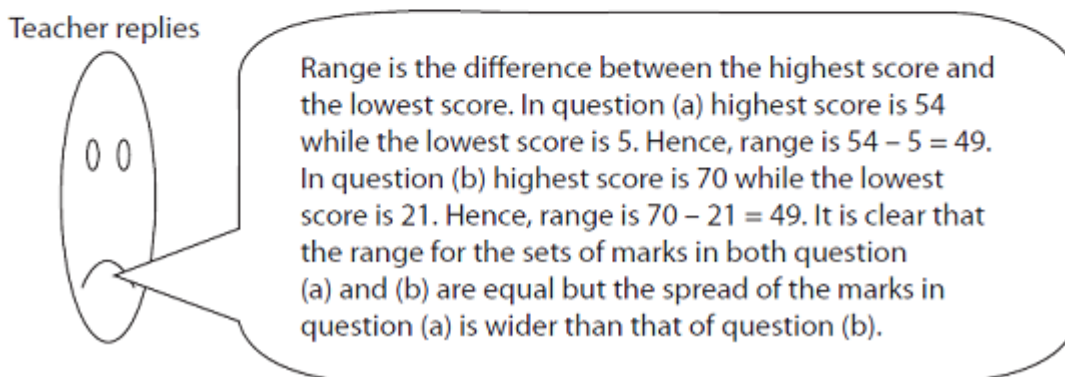 Teacher replies
Range is the difference between the highest score and
the lowest score. In question (a) highest score is 54
while the lowest score is 5. Hence, range is 54 – 5 = 49.
In question (b) highest score is 70 while the lowest
score is 21. Hence, range is 70 – 21 = 49. It is clear that
the range for the sets of marks in both question
(a) and (b) are equal but the spread of the marks in
question (a) is wider than that of question (b).